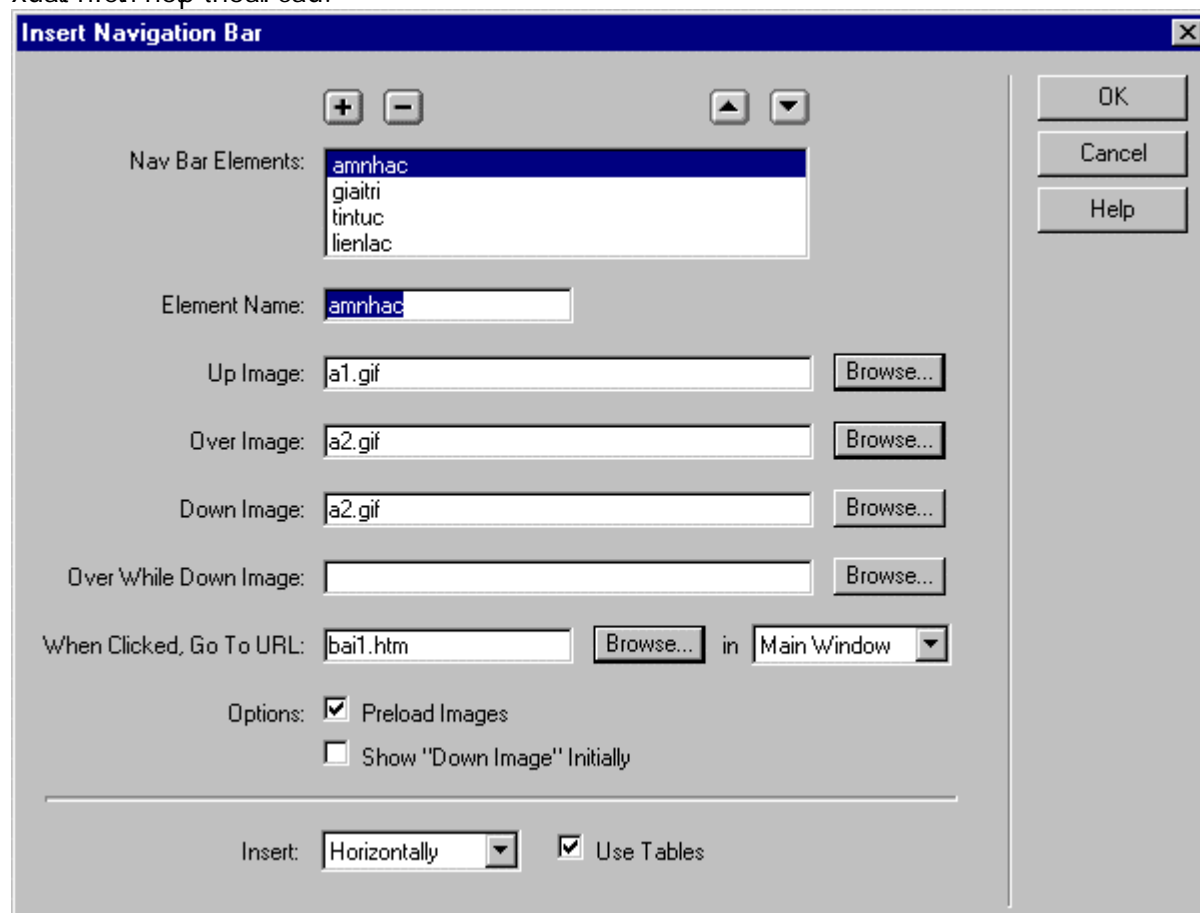 Insert Navigation Bar
OK
Cancel
Help
Nav Bar Elements:
amnhac
giaitri
tintuc
lienlac
Element Name: amnhac
Up Image: a1.gif Browse...
Over Image: a2.gif Browse...
Down Image: a2.gif Browse...
Over While Down Image: Browse...
When Clicked, Go To URL: bai1.htm Browse... in Main Window
Options: Preload Images
Show "Down Image" Initially
Insert: Horizontally Use Tables